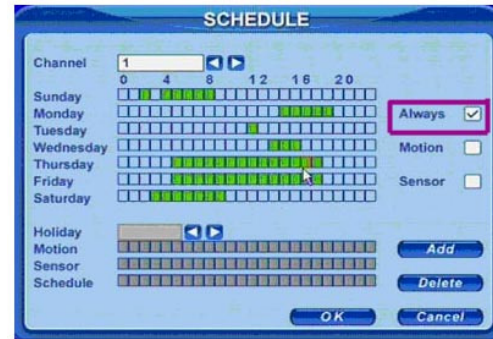 SCHEDULE
Channel 1
0 4 8 12 16 20
Sunday
Monday
Always
Tuesday
Wednesday
Motion
Thursday
Friday
Sensor
Saturday
Holiday
Motion
Add
Sensor
Schedule
Delete
OK
Cancel